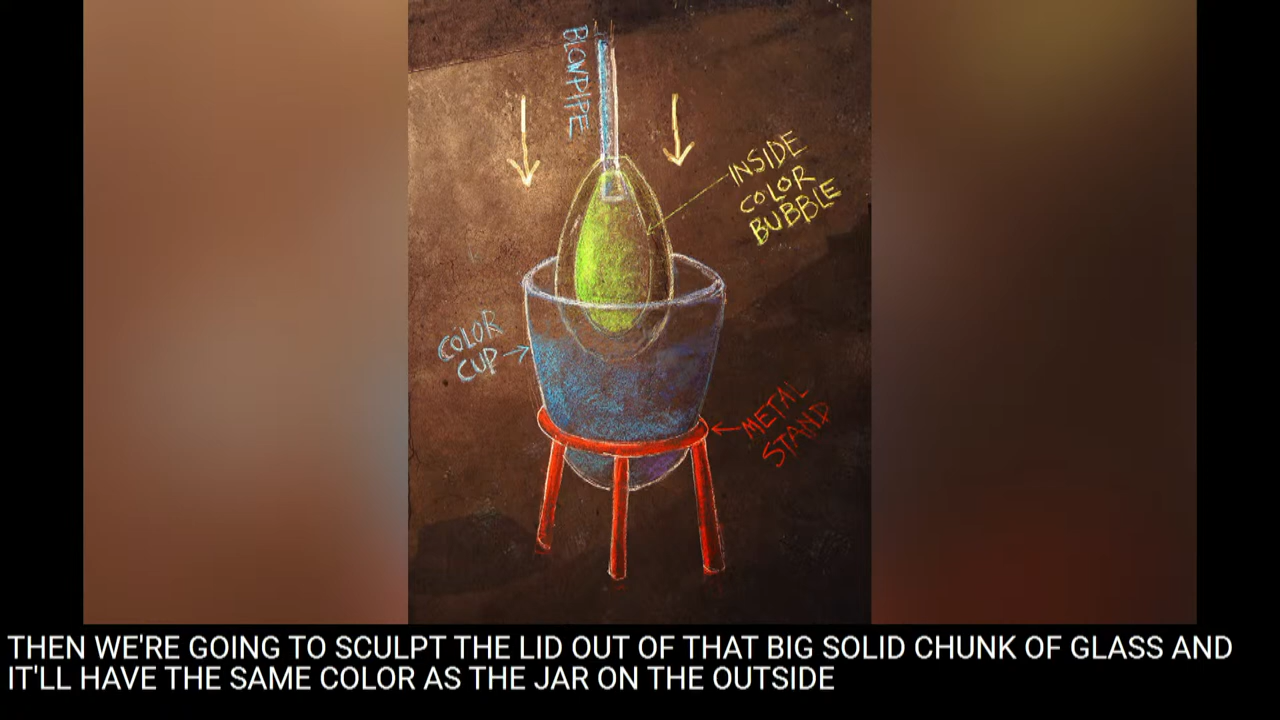 BLOWPIPE
INSIDE
COLOR
BUBBLE
COLOR
CUP
METAL
STAND
THEN WE'RE GOING TO SCULPT THE LID OUT OF THAT BIG SOLID CHUNK OF GLASS AND
IT'LL HAVE THE SAME COLOR AS THE JAR ON THE OUTSIDE